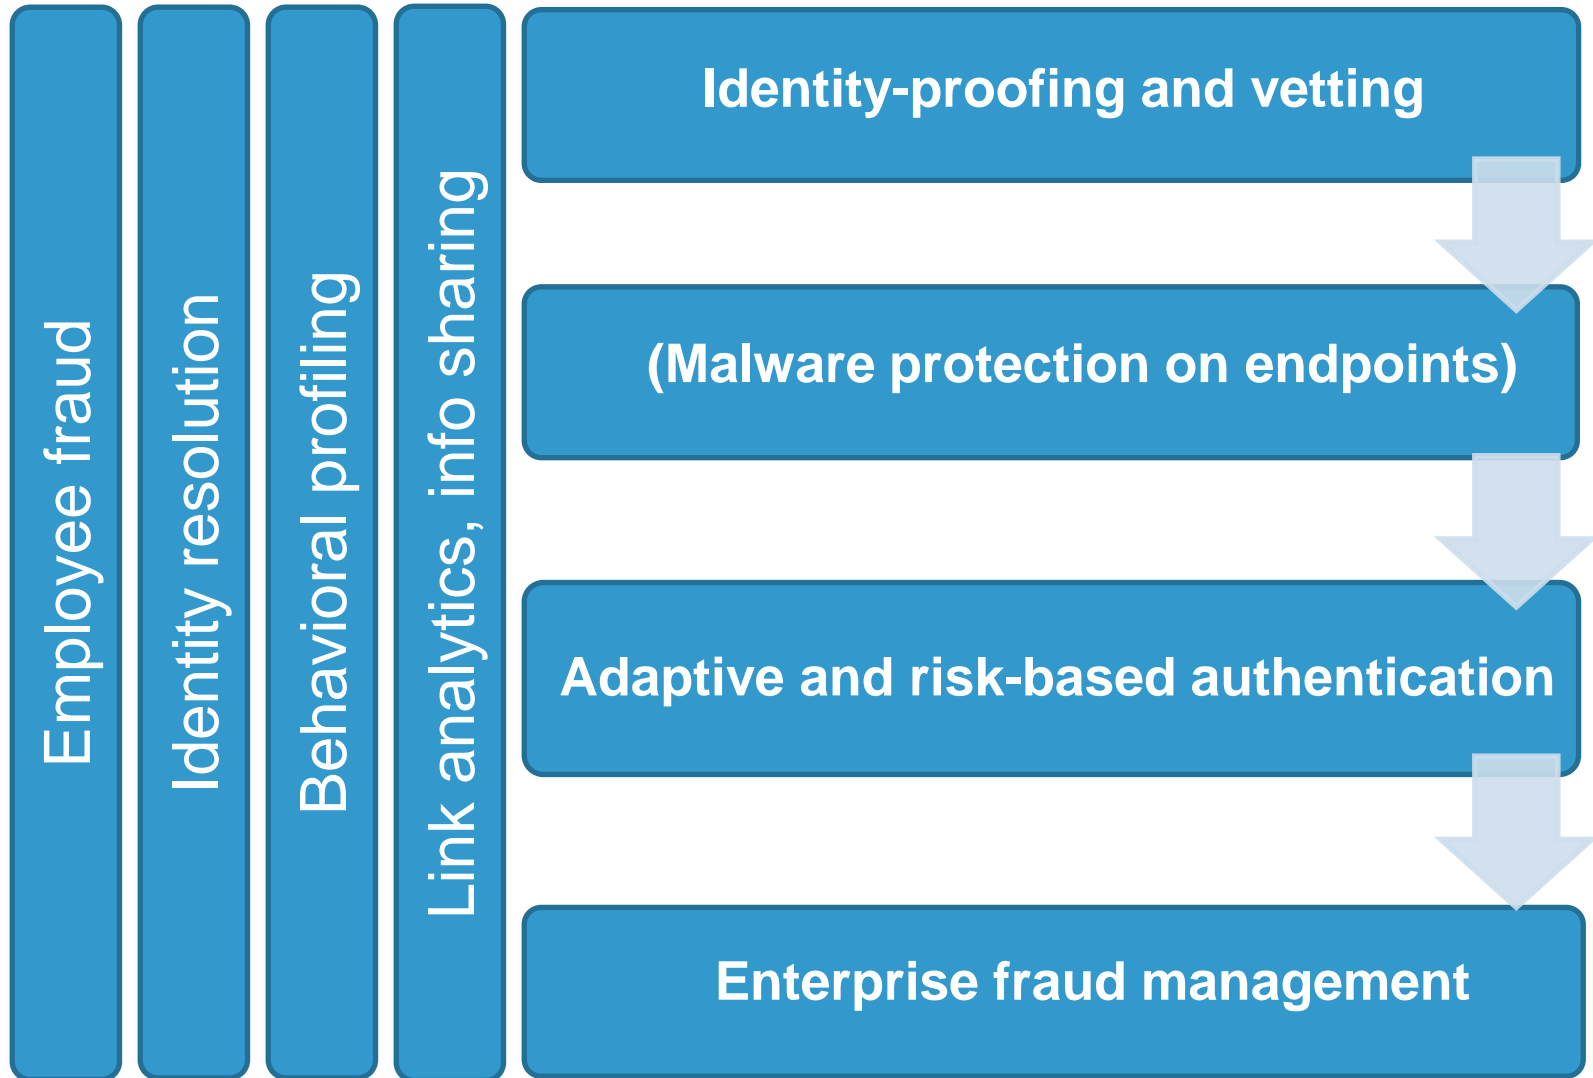 Employee fraud
Identity resolution
Behavioral profiling
Link analytics, info sharing
Identity-proofing and vetting
(Malware protection on endpoints)
Adaptive and risk-based authentication
Enterprise fraud management